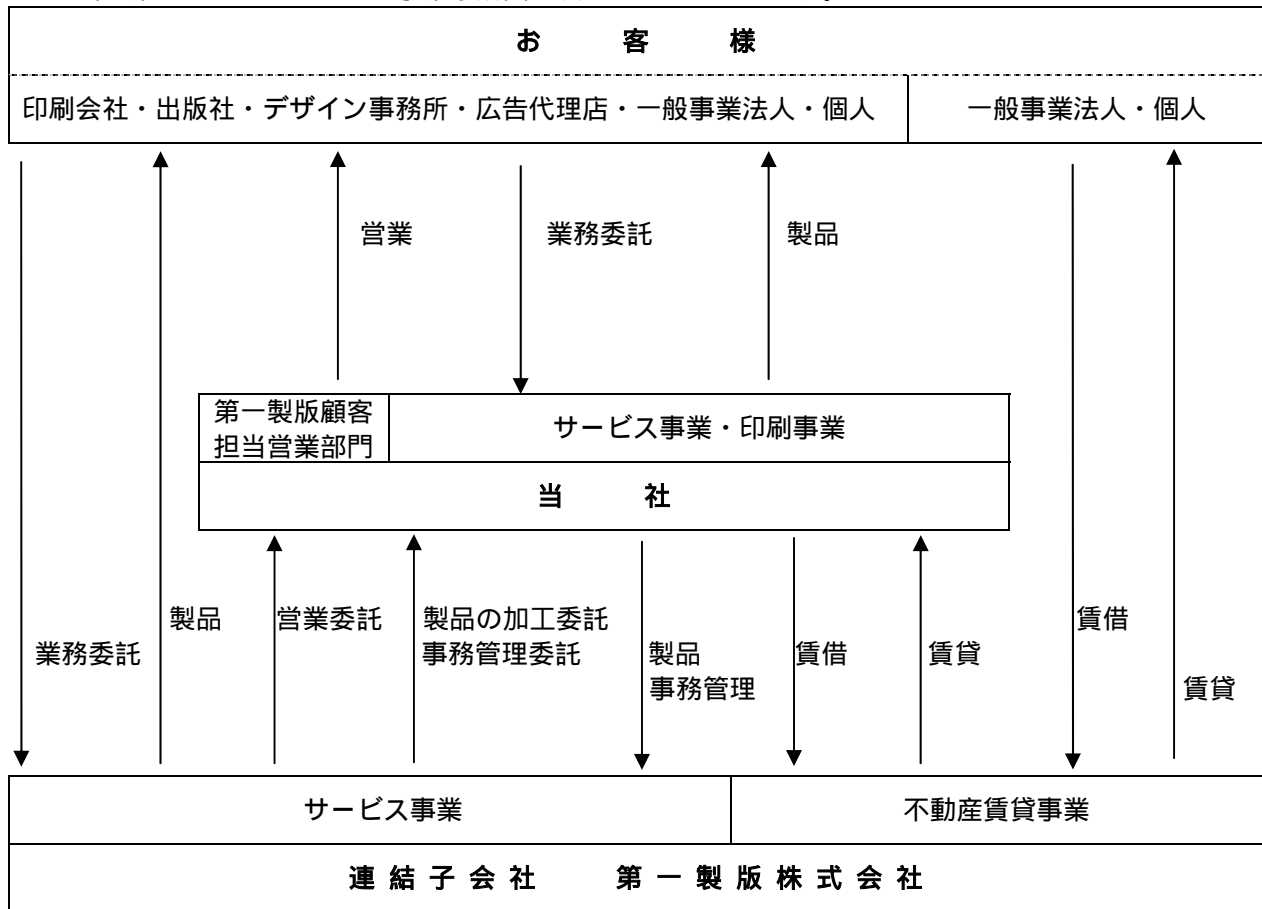 お 客 様
印刷会社・出版社・デザイン事務所・広告代理店・一般事業法人・個人
一般事業法人・個人
営業
業務委託
製品
第一製版顧客
担当営業部門
サービス事業・印刷事業
当 社
業務委託
製品
営業委託
製品の加工委託
事務管理委託
製品
事務管理
賃借
賃貸
賃借
賃貸
サービス事業
不動産賃貸事業
連 結 子 会 社 第 一 製 版 株 式 会 社